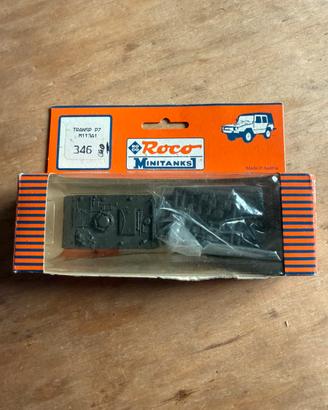 TRANSP PZ
M113A1
346
Roco
MINITANKS
MADE IN Austria